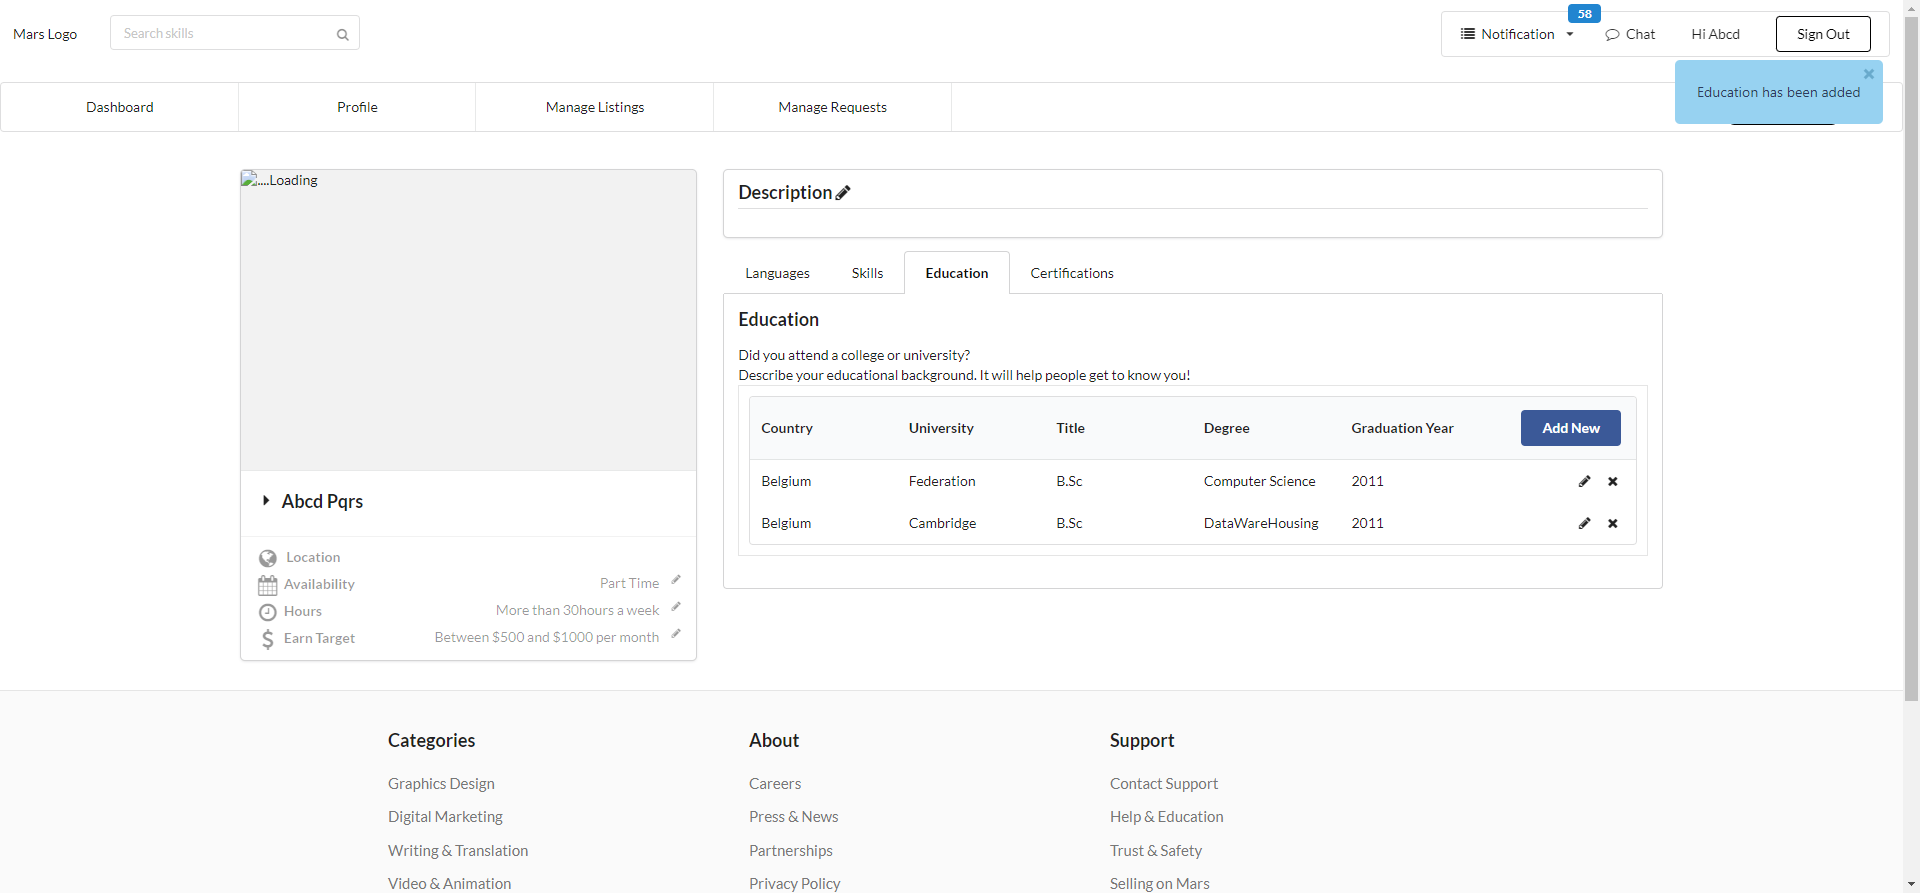 Mars Logo
Search skills
58
Notification
Chat
Hi Abcd
Sign Out
Education has been added
Dashboard
Profile
Manage Listings
Manage Requests
....Loading
Abcd Pqrs
Location
Availability
Part Time
Hours
More than 30hours a week
Earn Target
Between $500 and $1000 per month
Description
Languages
Skills
Education
Certifications
Education
Did you attend a college or university?
Describe your educational background. It will help people get to know you!
Country University Title Degree Graduation Year Add New
Belgium Federation B.Sc Computer Science 2011
Belgium Cambridge B.Sc DataWareHousing 2011
Categories
Graphics Design
Digital Marketing
Writing & Translation
Video & Animation
About
Careers
Press & News
Partnerships
Privacy Policy
Support
Contact Support
Help & Education
Trust & Safety
Selling on Mars